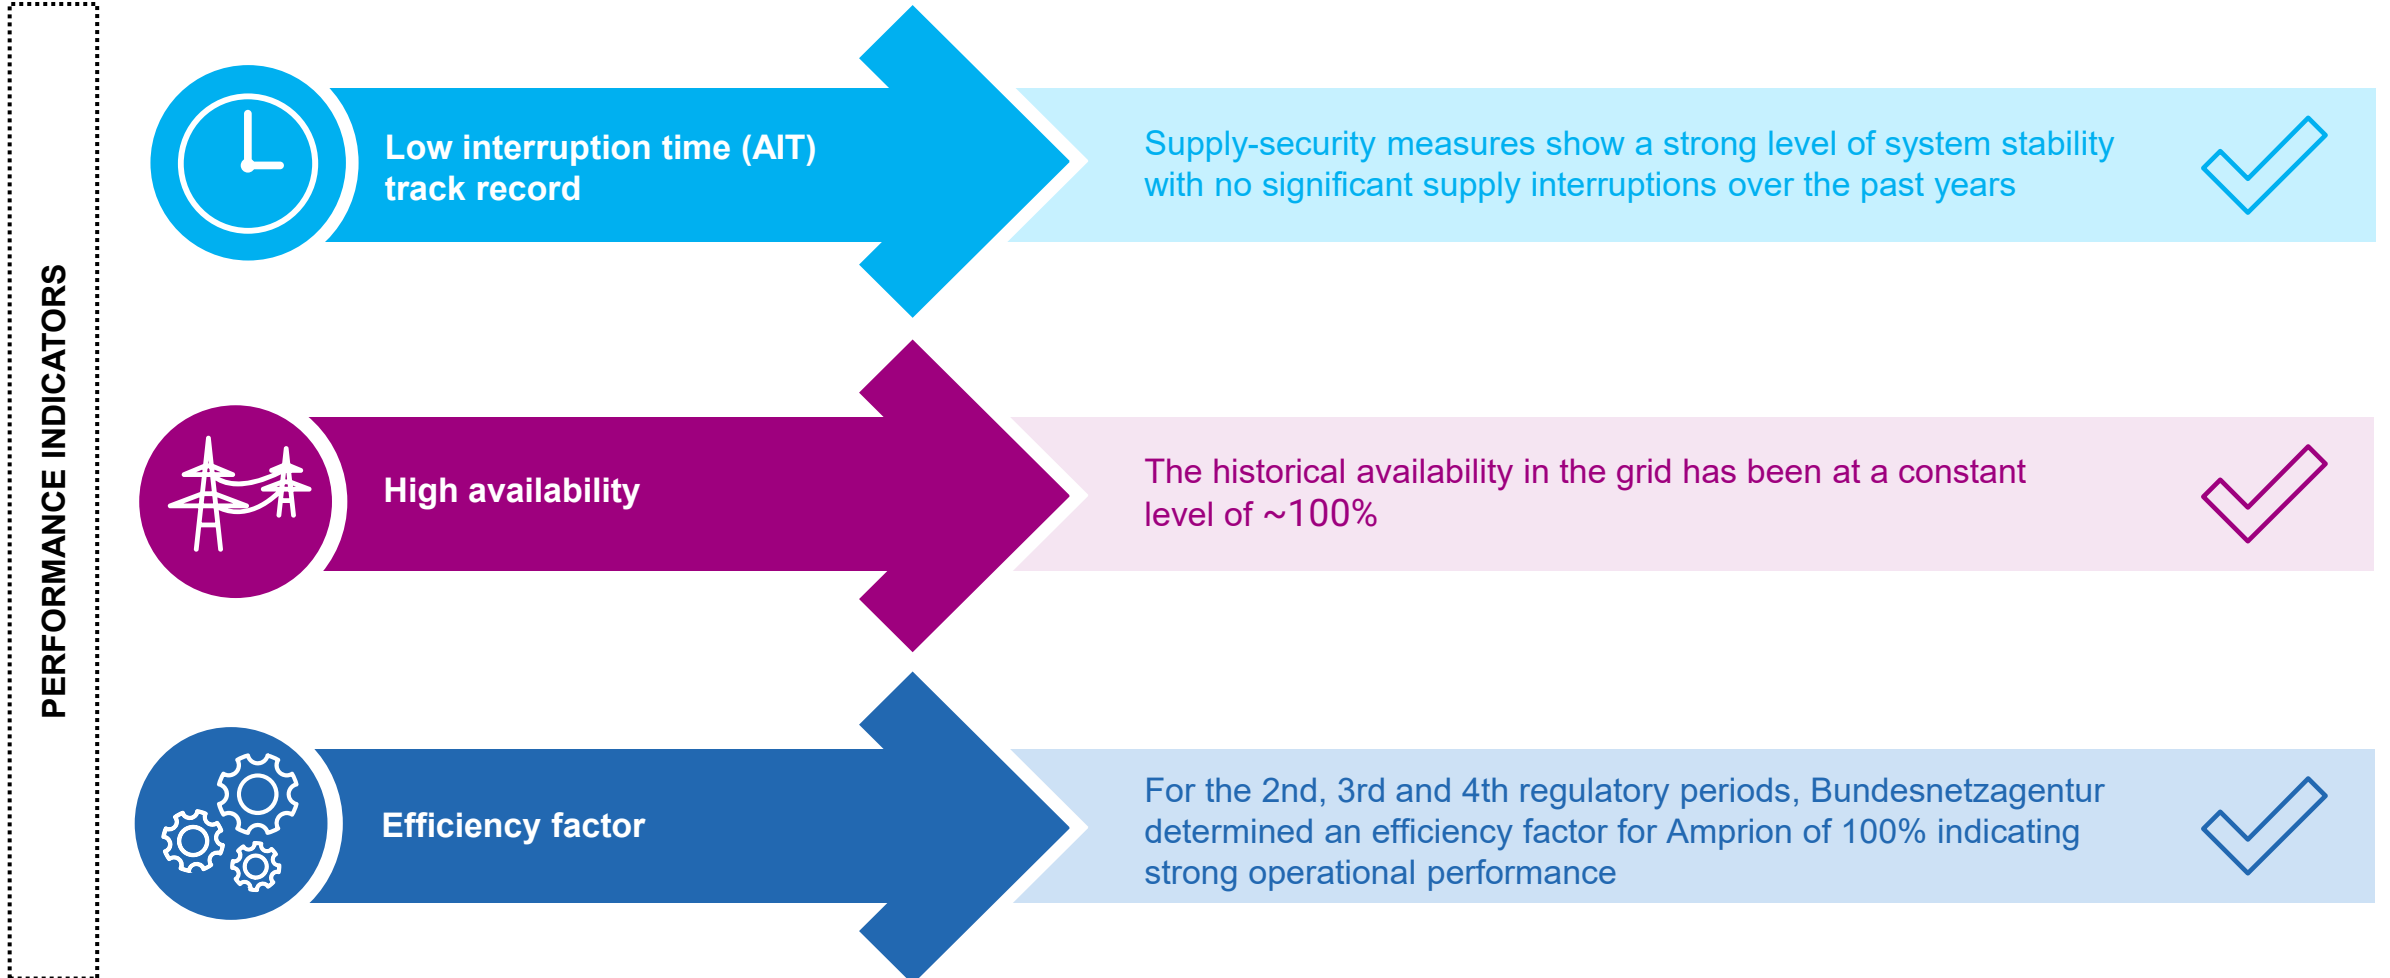 PERFORMANCE INDICATORS
Low interruption time (AIT)
track record
Supply-security measures show a strong level of system stability
with no significant supply interruptions over the past years
High availability
The historical availability in the grid has been at a constant
level of ~100%
Efficiency factor
For the 2nd, 3rd and 4th regulatory periods, Bundesnetzagentur
determined an efficiency factor for Amprion of 100% indicating
strong operational performance